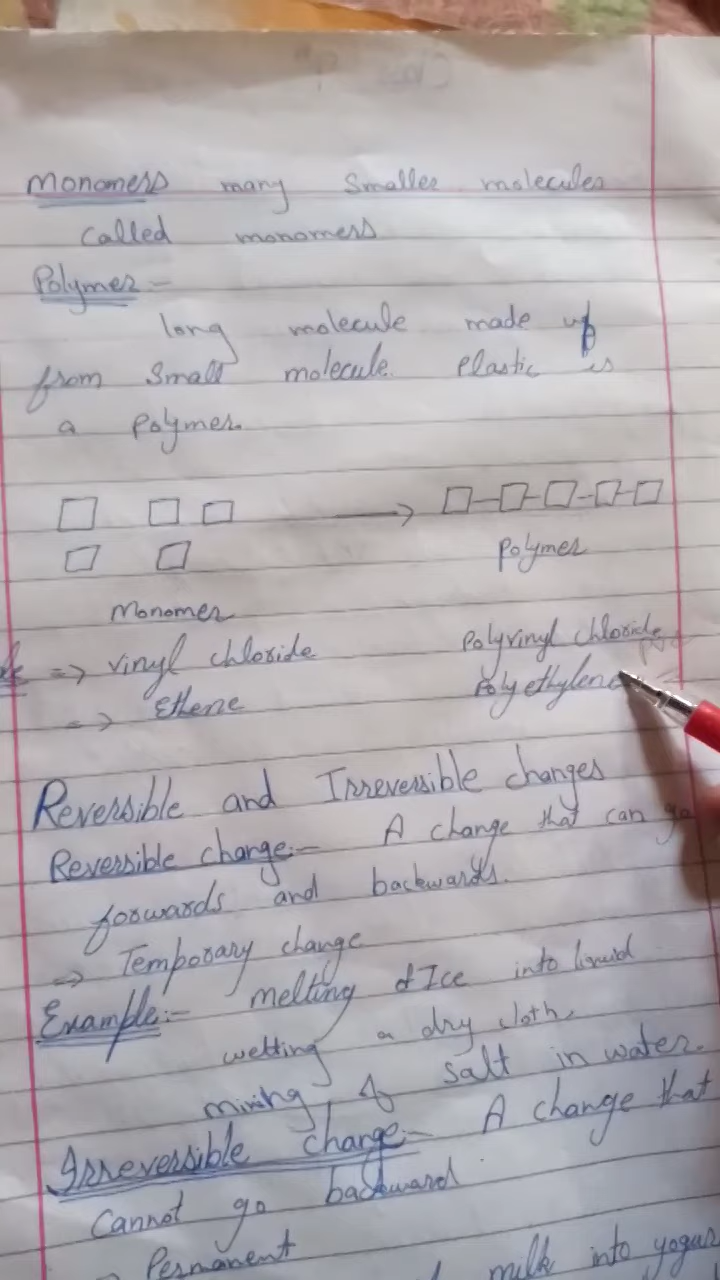 Monomers many smaller molecules
called monomers
Polymer:-
long molecule made up
from small molecule. Plastic is
a polymer.
Polymer
Monomer
=> vinyl chloride Polyvinyl chloride
=> Ethene Polyethylene
Reversible and Irreversible changes
Reversible change:- A change that can go
forwards and backwards.
=> Temporary change
Example:- melting of Ice into liquid
wetting a dry cloth
mixing of salt in water.
Irreversible change:- A change that
Cannot go backward
Permanent
milk into yogur